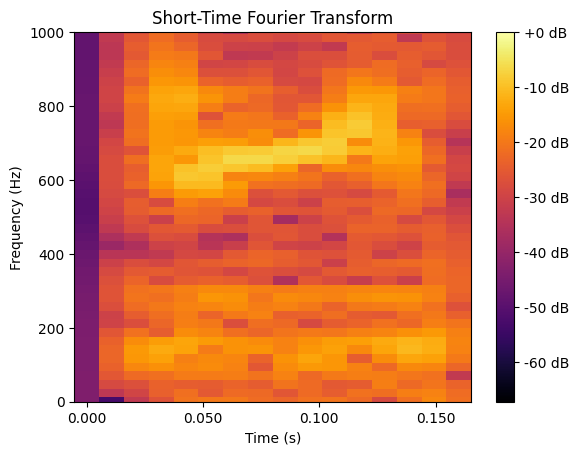 Short-Time Fourier Transform
1000
800
600
400
200
0
Frequency (Hz)
0.000
0.050
0.100
0.150
Time (s)
+0 dB
-10 dB
-20 dB
-30 dB
-40 dB
-50 dB
-60 dB